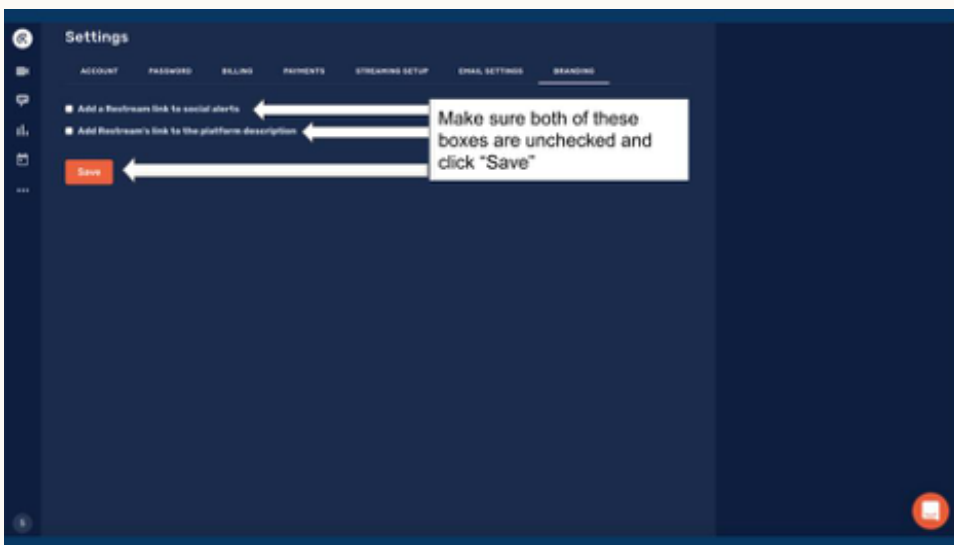 Settings
ACCOUNT PASSWORD BILLING PAYMENTS STREAMING SETUP EMAIL SETTINGS BRANDING
Add a Restream link to social alerts
Add Restream's link to the platform description
Make sure both of these
boxes are unchecked and
click “Save”
Save